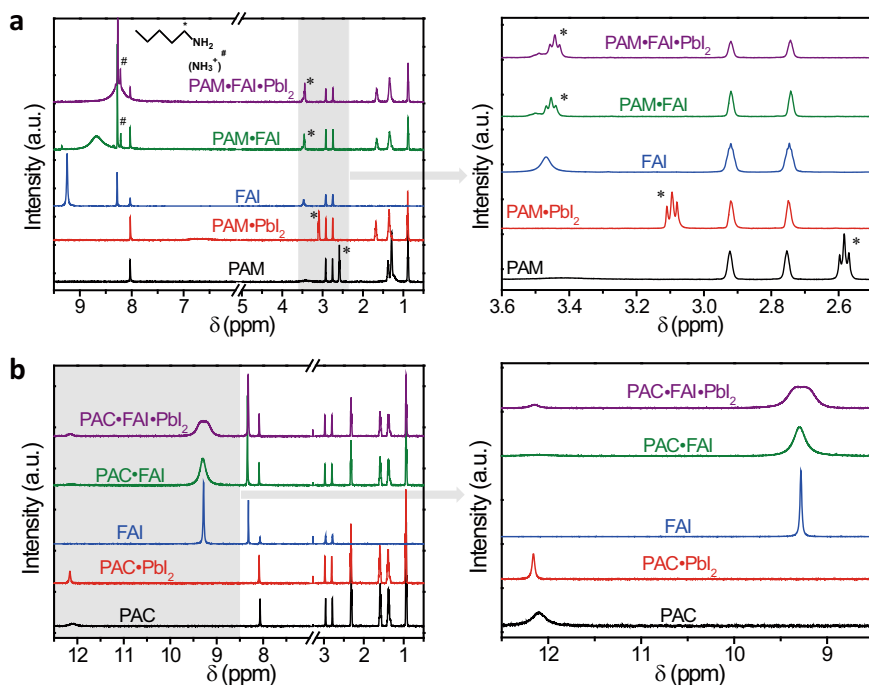 a
*
NH₂
#
(NH₃⁺)
#
PAM•FAI•PbI₂
*
#
PAM•FAI
*
FAI
PAM•PbI₂
*
PAM
*
Intensity (a.u.)
9 8 7 6 5 4 3 2 1
δ (ppm)
PAM•FAI•PbI₂
*
PAM•FAI
*
FAI
PAM•PbI₂
*
PAM
*
Intensity (a.u.)
3.6 3.4 3.2 3.0 2.8 2.6
δ (ppm)
b
PAC•FAI•PbI₂
PAC•FAI
FAI
PAC•PbI₂
PAC
Intensity (a.u.)
12 11 10 9 8 3 2 1
δ (ppm)
PAC•FAI•PbI₂
PAC•FAI
FAI
PAC•PbI₂
PAC
Intensity (a.u.)
12 11 10 9
δ (ppm)